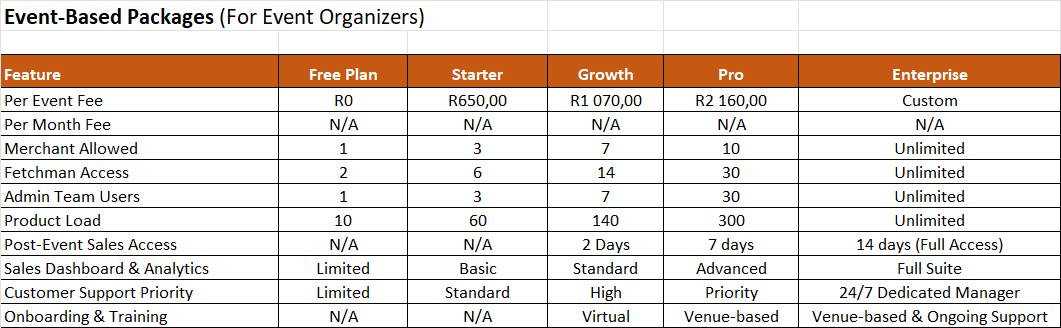 Event-Based Packages (For Event Organizers)
Feature Free Plan Starter Growth Pro Enterprise
Per Event Fee R0 R650,00 R1 070,00 R2 160,00 Custom
Per Month Fee N/A N/A N/A N/A N/A
Merchant Allowed 1 3 7 10 Unlimited
Fetchman Access 2 6 14 30 Unlimited
Admin Team Users 1 3 7 30 Unlimited
Product Load 10 60 140 300 Unlimited
Post-Event Sales Access N/A N/A 2 Days 7 days 14 days (Full Access)
Sales Dashboard & Analytics Limited Basic Standard Advanced Full Suite
Customer Support Priority Limited Standard High Priority 24/7 Dedicated Manager
Onboarding & Training N/A N/A Virtual Venue-based Venue-based & Ongoing Support